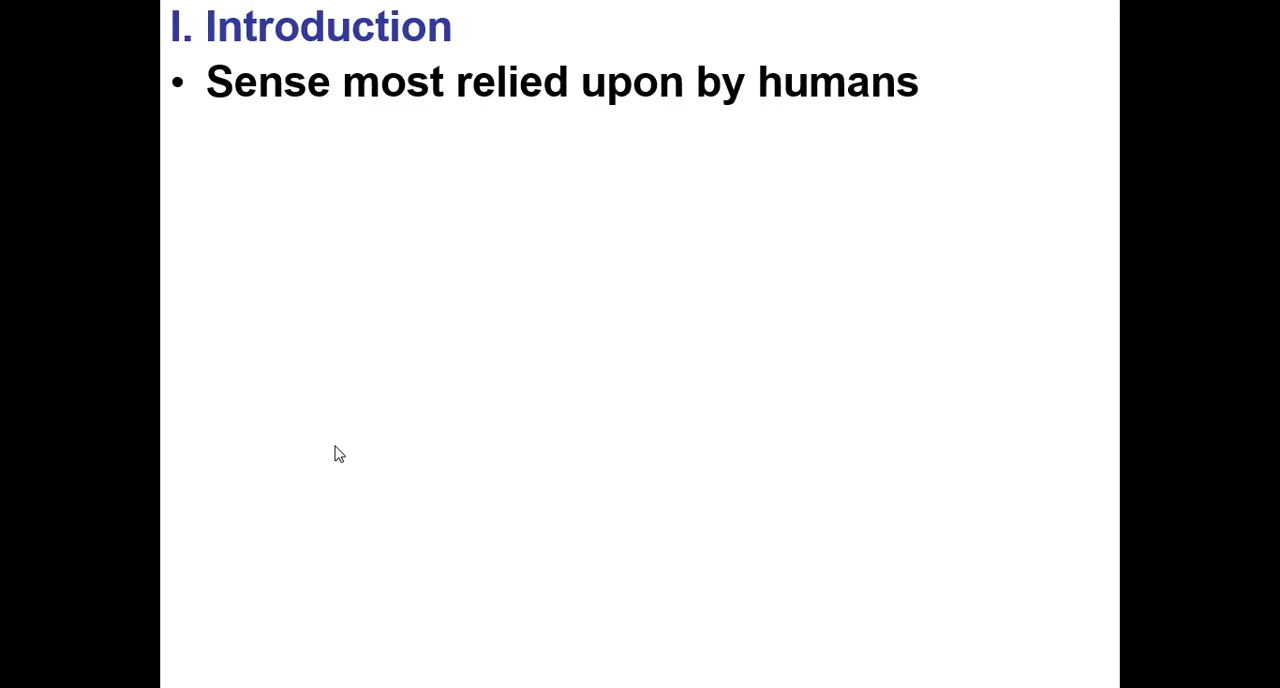 I. Introduction
• Sense most relied upon by humans